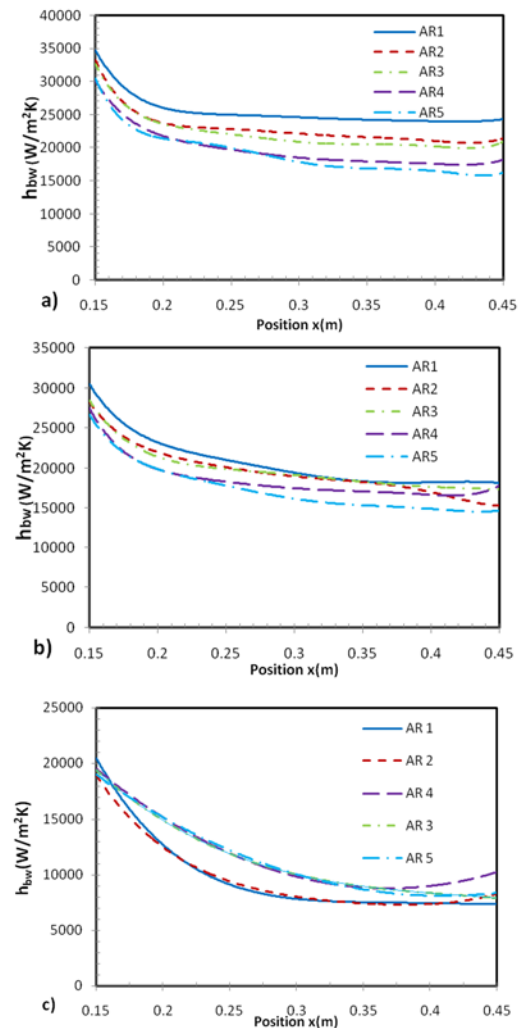 40000
35000
30000
25000
20000
15000
10000
5000
0
h_bw (W/m²K)
AR1
AR2
AR3
AR4
AR5
0.15 0.2 0.25 0.3 0.35 0.4 0.45
Position x(m)
a)
35000
30000
25000
20000
15000
10000
5000
0
h_bw (W/m²K)
AR1
AR2
AR3
AR4
AR5
0.15 0.2 0.25 0.3 0.35 0.4 0.45
Position x(m)
b)
25000
20000
15000
10000
5000
0
h_bw (W/m²K)
AR 1
AR 2
AR 4
AR 3
AR 5
0.15 0.2 0.25 0.3 0.35 0.4 0.45
Position x(m)
c)